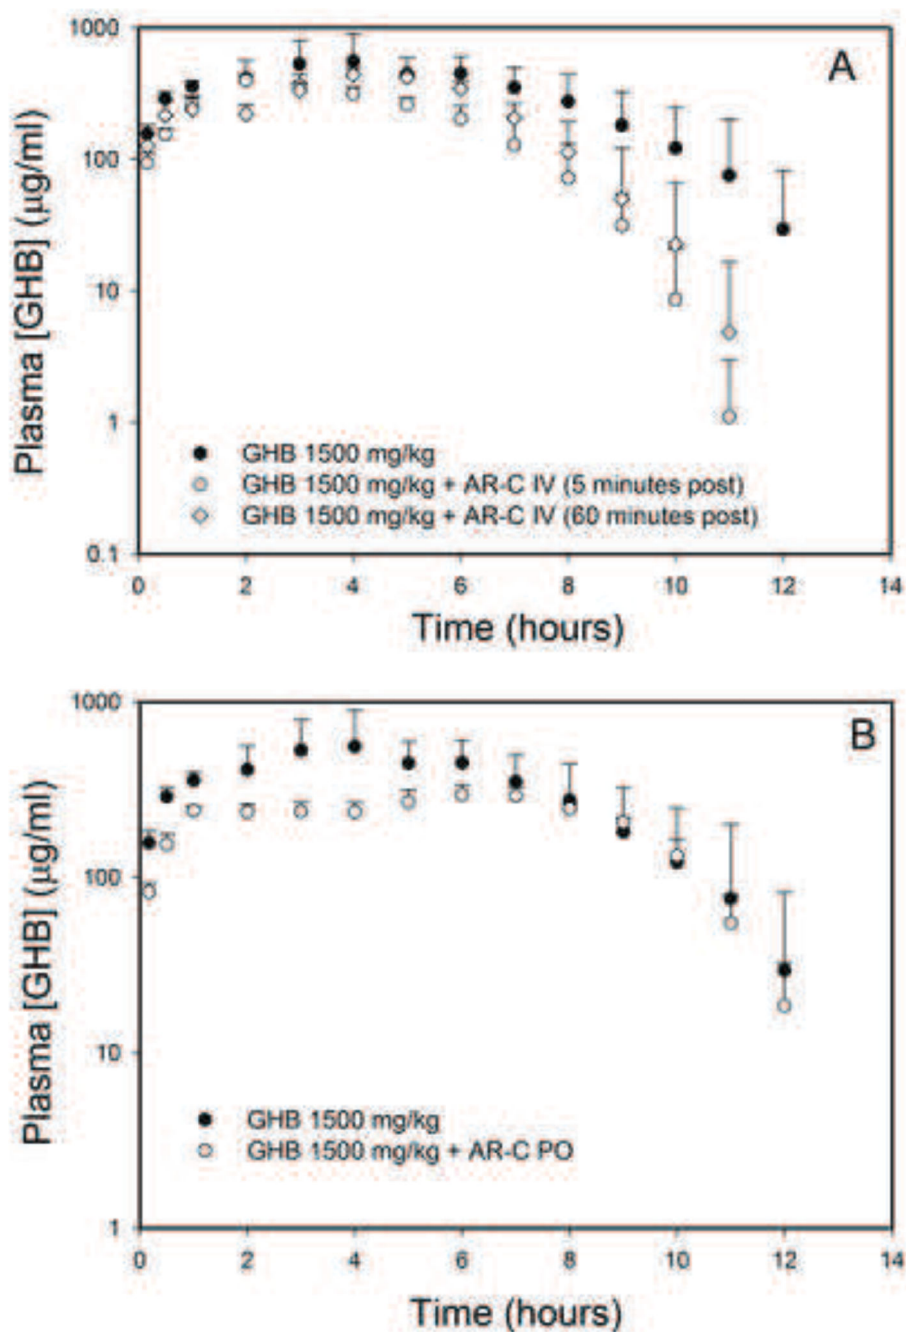 A
1000
100
10
1
0.1
Plasma [GHB] (μg/ml)
GHB 1500 mg/kg
GHB 1500 mg/kg + AR-C IV (5 minutes post)
GHB 1500 mg/kg + AR-C IV (60 minutes post)
0 2 4 6 8 10 12 14
Time (hours)
B
1000
100
10
1
Plasma [GHB] (μg/ml)
GHB 1500 mg/kg
GHB 1500 mg/kg + AR-C PO
0 2 4 6 8 10 12 14
Time (hours)